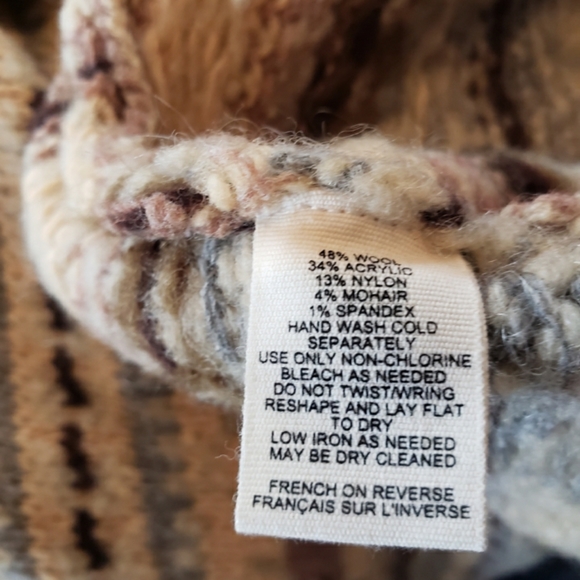 48% WOOL
34% ACRYLIC
13% NYLON
4% MOHAIR
1% SPANDEX
HAND WASH COLD
SEPARATELY
USE ONLY NON-CHLORINE
BLEACH AS NEEDED
DO NOT TWIST/WRING
RESHAPE AND LAY FLAT
TO DRY
LOW IRON AS NEEDED
MAY BE DRY CLEANED
FRENCH ON REVERSE
FRANÇAIS SUR L'INVERSE